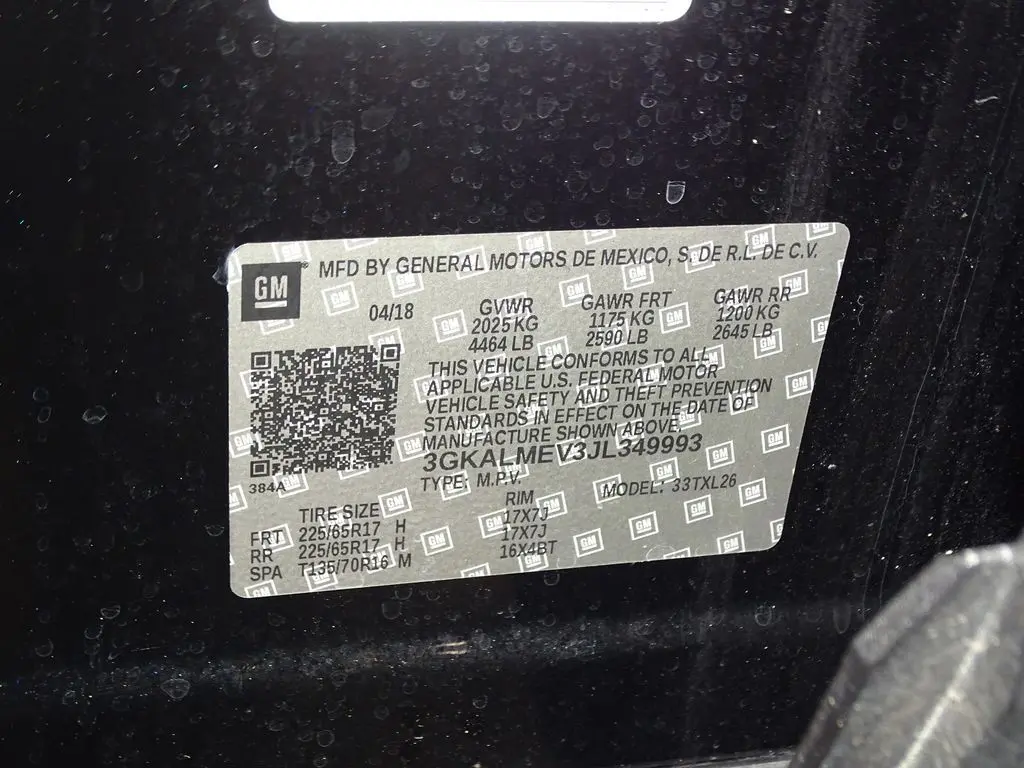 GM
MFD BY GENERAL MOTORS DE MEXICO, S. DE R.L. DE C.V.
04/18 GVWR GAWR FRT GAWR RR
2025 KG 1175 KG 1200 KG
4464 LB 2590 LB 2645 LB
THIS VEHICLE CONFORMS TO ALL
APPLICABLE U.S. FEDERAL MOTOR
VEHICLE SAFETY AND THEFT PREVENTION
STANDARDS IN EFFECT ON THE DATE OF
MANUFACTURE SHOWN ABOVE.
3GKALMEV3JL349993
384A
TYPE: M.P.V. MODEL: 33TXL26
TIRE SIZE RIM
FRT 225/65R17 H 17X7J
RR 225/65R17 H 17X7J
SPA T135/70R16 M 16X4BT